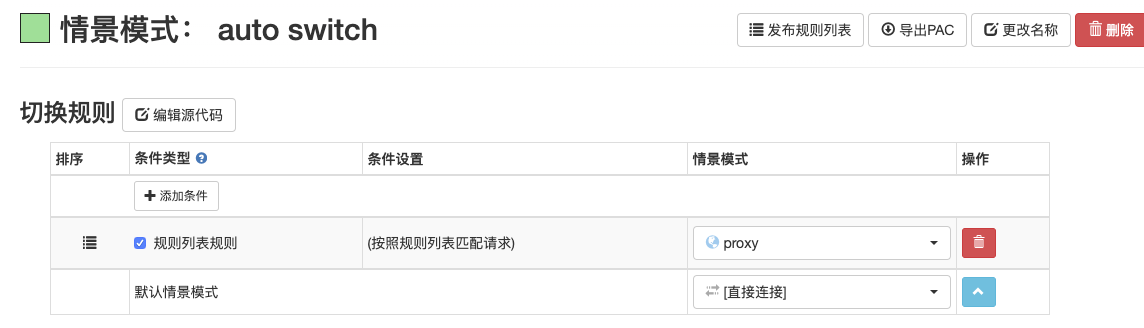 情景模式： auto switch
发布规则列表 导出PAC 更改名称 删除
切换规则 编辑源代码
排序 条件类型 条件设置 情景模式 操作
添加条件
规则列表规则 (按照规则列表匹配请求) proxy
默认情景模式 [直接连接]